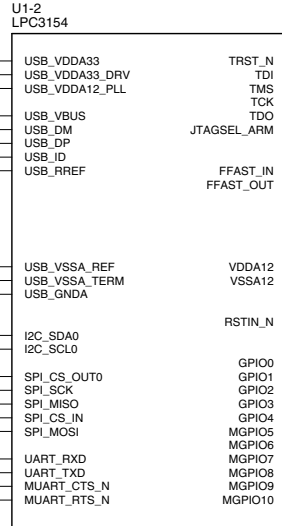 U1-2
LPC3154
USB_VDDA33 TRST_N
USB_VDDA33_DRV TDI
USB_VDDA12_PLL TMS
TCK
USB_VBUS TDO
USB_DM JTAGSEL_ARM
USB_DP
USB_ID
USB_RREF FFAST_IN
FFAST_OUT
USB_VSSA_REF VDDA12
USB_VSSA_TERM VSSA12
USB_GNDA
RSTIN_N
I2C_SDA0
I2C_SCL0
GPIO0
SPI_CS_OUT0 GPIO1
SPI_SCK GPIO2
SPI_MISO GPIO3
SPI_CS_IN GPIO4
SPI_MOSI MGPIO5
MGPIO6
UART_RXD MGPIO7
UART_TXD MGPIO8
MUART_CTS_N MGPIO9
MUART_RTS_N MGPIO10